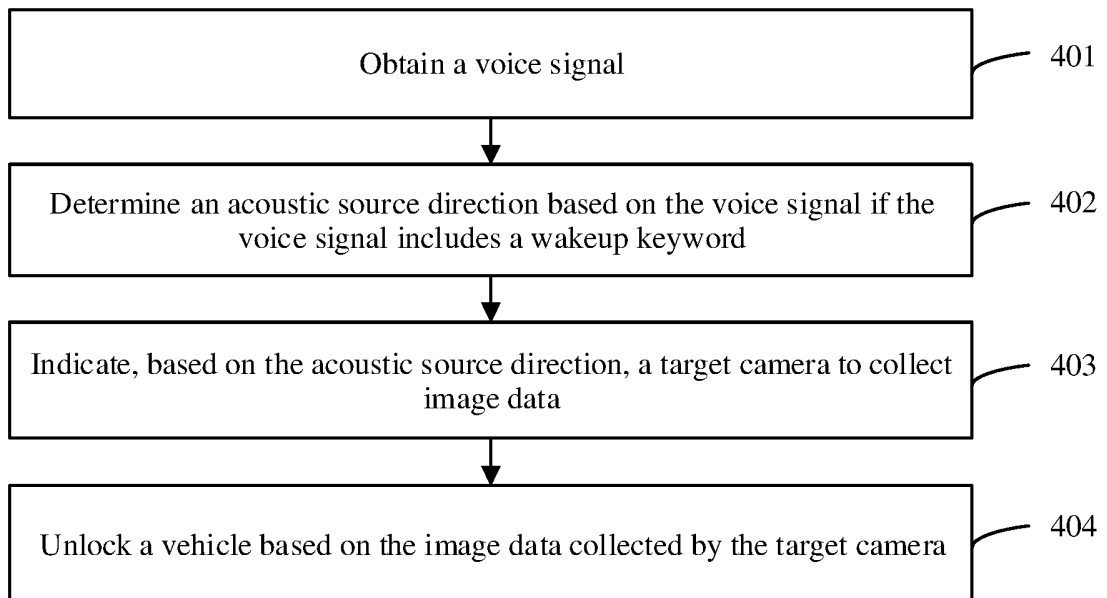 Obtain a voice signal
401
Determine an acoustic source direction based on the voice signal if the
voice signal includes a wakeup keyword
402
Indicate, based on the acoustic source direction, a target camera to collect
image data
403
Unlock a vehicle based on the image data collected by the target camera
404